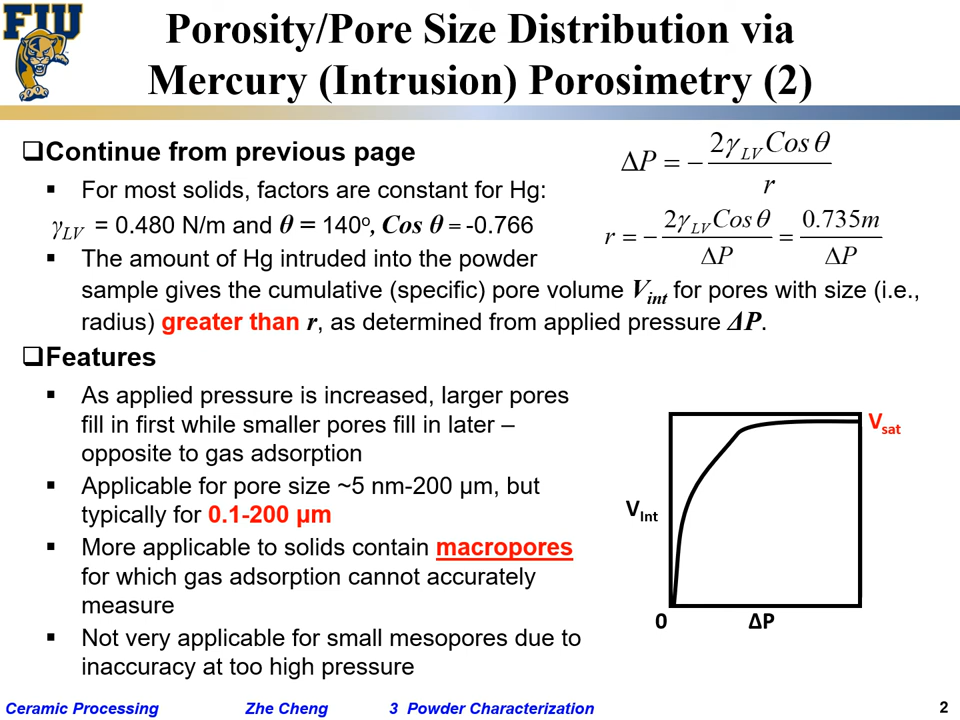 FIU
Porosity/Pore Size Distribution via
Mercury (Intrusion) Porosimetry (2)
❑Continue from previous page
▪ For most solids, factors are constant for Hg:
γLV = 0.480 N/m and θ = 140o, Cos θ = -0.766
ΔP = − 2γLV Cos θ / r
r = − 2γLV Cos θ / ΔP = 0.735m / ΔP
▪ The amount of Hg intruded into the powder
sample gives the cumulative (specific) pore volume Vint for pores with size (i.e.,
radius) greater than r, as determined from applied pressure ΔP.
❑Features
▪ As applied pressure is increased, larger pores
fill in first while smaller pores fill in later –
opposite to gas adsorption
▪ Applicable for pore size ~5 nm-200 μm, but
typically for 0.1-200 μm
▪ More applicable to solids contain macropores
for which gas adsorption cannot accurately
measure
▪ Not very applicable for small mesopores due to
inaccuracy at too high pressure
Vsat
VInt
0 ΔP
Ceramic Processing Zhe Cheng 3 Powder Characterization 2